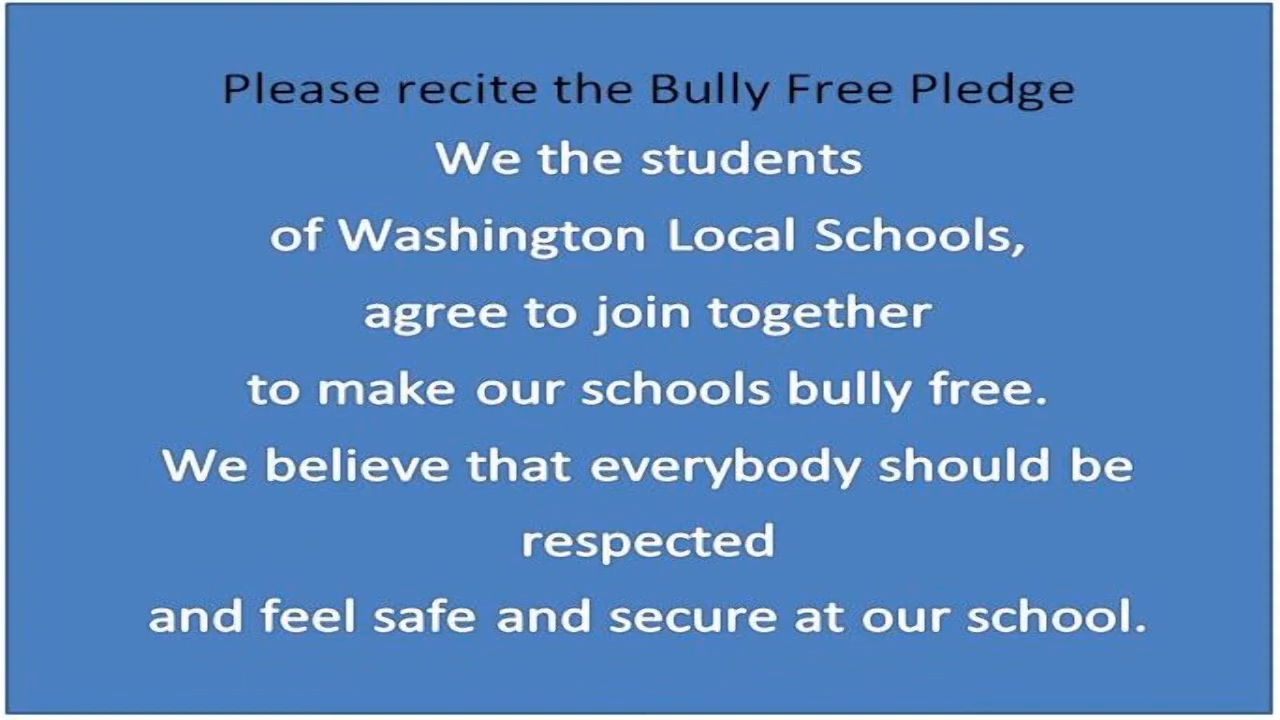 Please recite the Bully Free Pledge
We the students
of Washington Local Schools,
agree to join together
to make our schools bully free.
We believe that everybody should be
respected
and feel safe and secure at our school.